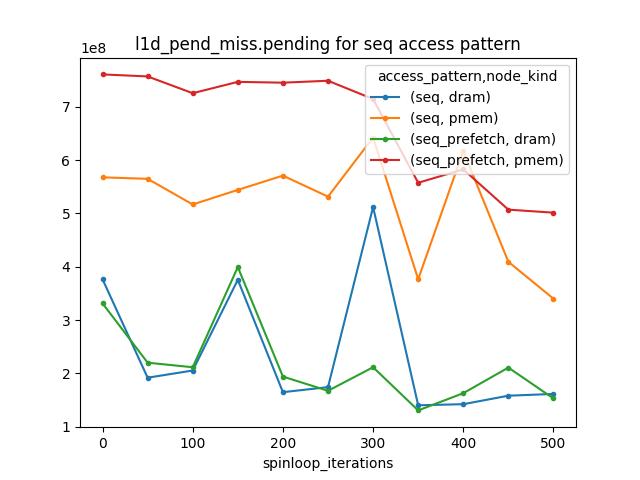 l1d_pend_miss.pending for seq access pattern
1e8
access_pattern,node_kind
(seq, dram)
(seq, pmem)
(seq_prefetch, dram)
(seq_prefetch, pmem)
7
6
5
4
3
2
1
0 100 200 300 400 500
spinloop_iterations